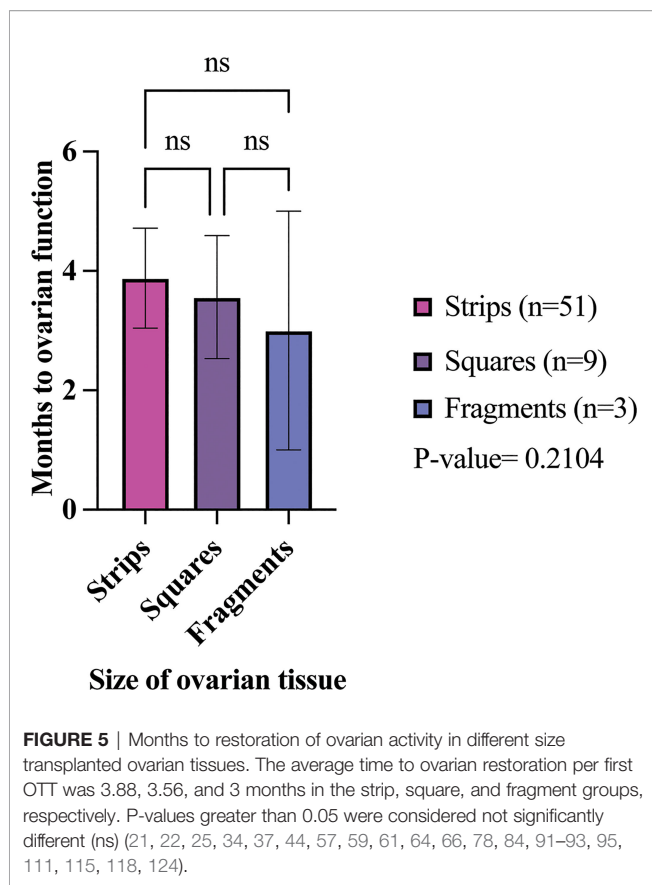 ns
ns
ns
6
4
2
0
Months to ovarian function
Strips
Squares
Fragments
Size of ovarian tissue
Strips (n=51)
Squares (n=9)
Fragments (n=3)
P-value= 0.2104
FIGURE 5 | Months to restoration of ovarian activity in different size
transplanted ovarian tissues. The average time to ovarian restoration per first
OTT was 3.88, 3.56, and 3 months in the strip, square, and fragment groups,
respectively. P-values greater than 0.05 were considered not significantly
different (ns) (21, 22, 25, 34, 37, 44, 57, 59, 61, 64, 66, 78, 84, 91–93, 95,
111, 115, 118, 124).